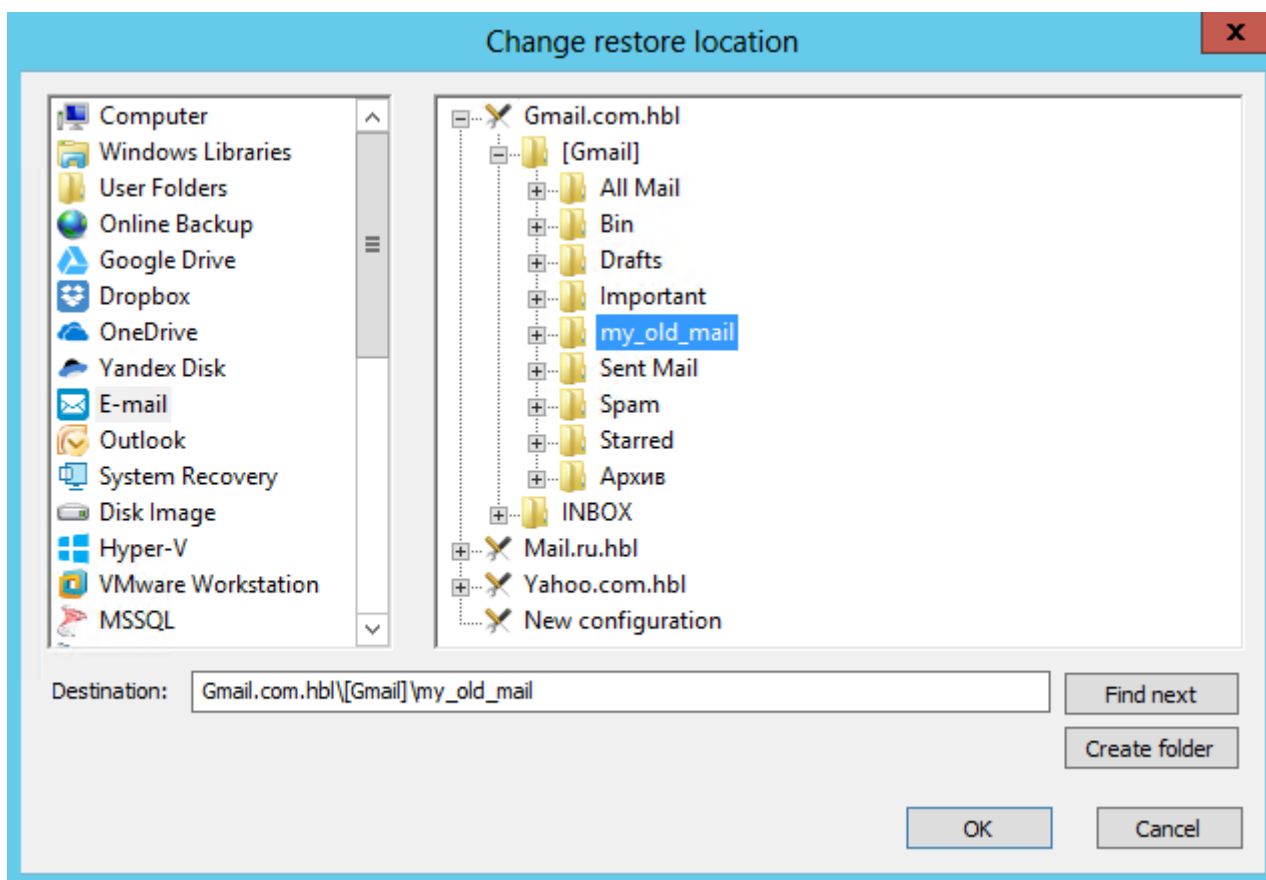 Change restore location
x
Computer
Windows Libraries
User Folders
Online Backup
Google Drive
Dropbox
OneDrive
Yandex Disk
E-mail
Outlook
System Recovery
Disk Image
Hyper-V
VMware Workstation
MSSQL
Gmail.com.hbl
[Gmail]
All Mail
Bin
Drafts
Important
my_old_mail
Sent Mail
Spam
Starred
Архив
INBOX
Mail.ru.hbl
Yahoo.com.hbl
New configuration
Destination: Gmail.com.hbl\[Gmail]\my_old_mail
Find next
Create folder
OK Cancel